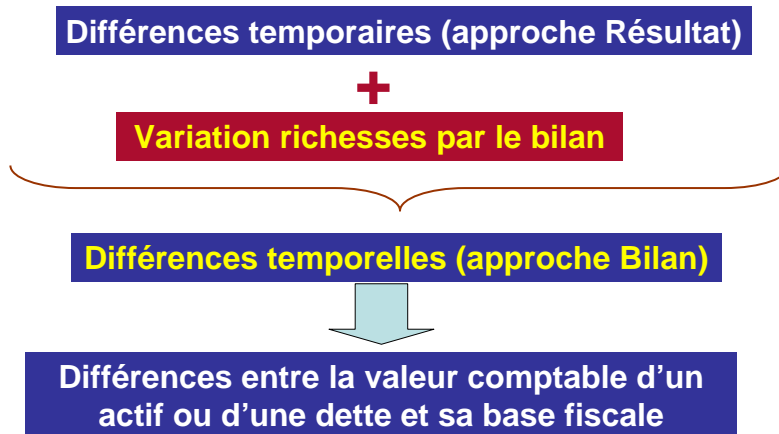 Différences temporaires (approche Résultat)
+
Variation richesses par le bilan
Différences temporelles (approche Bilan)
Différences entre la valeur comptable d’un
actif ou d’une dette et sa base fiscale